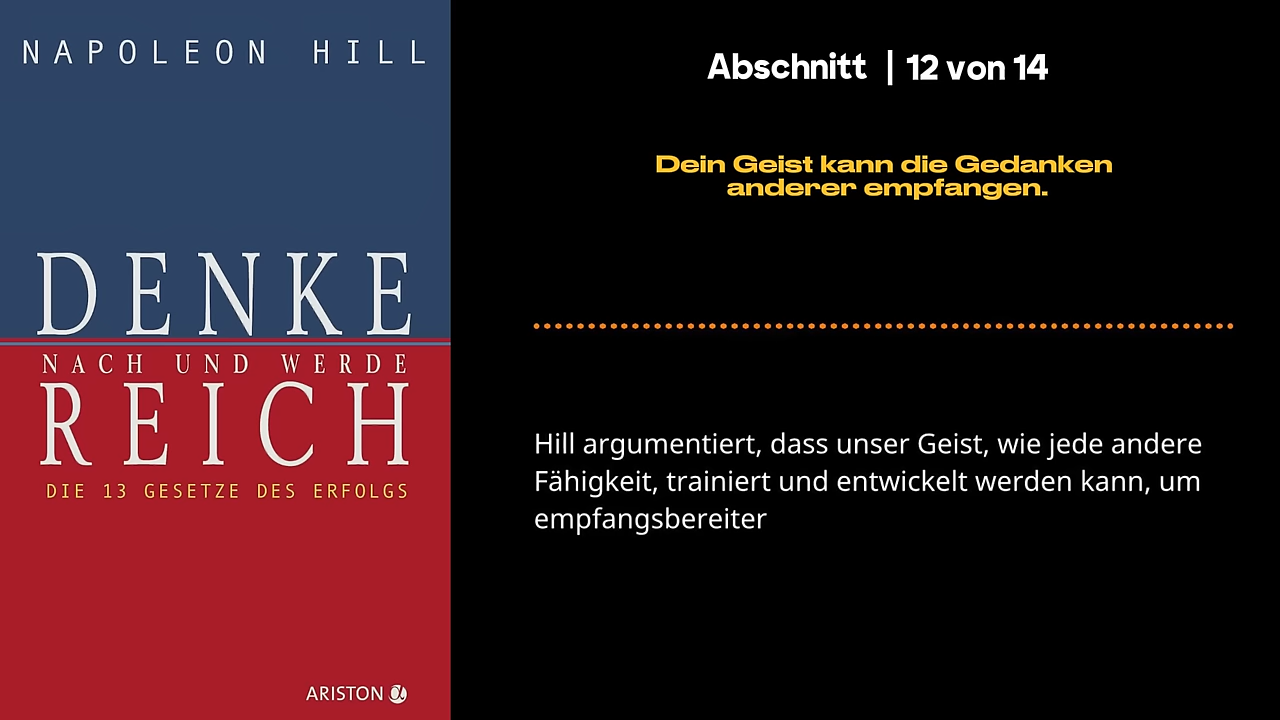 NAPOLEON HILL
DENKE
NACH UND WERDE
REICH
DIE 13 GESETZE DES ERFOLGS
ARISTON
Abschnitt | 12 von 14
Dein Geist kann die Gedanken
anderer empfangen.
Hill argumentiert, dass unser Geist, wie jede andere
Fähigkeit, trainiert und entwickelt werden kann, um
empfangsbereiter